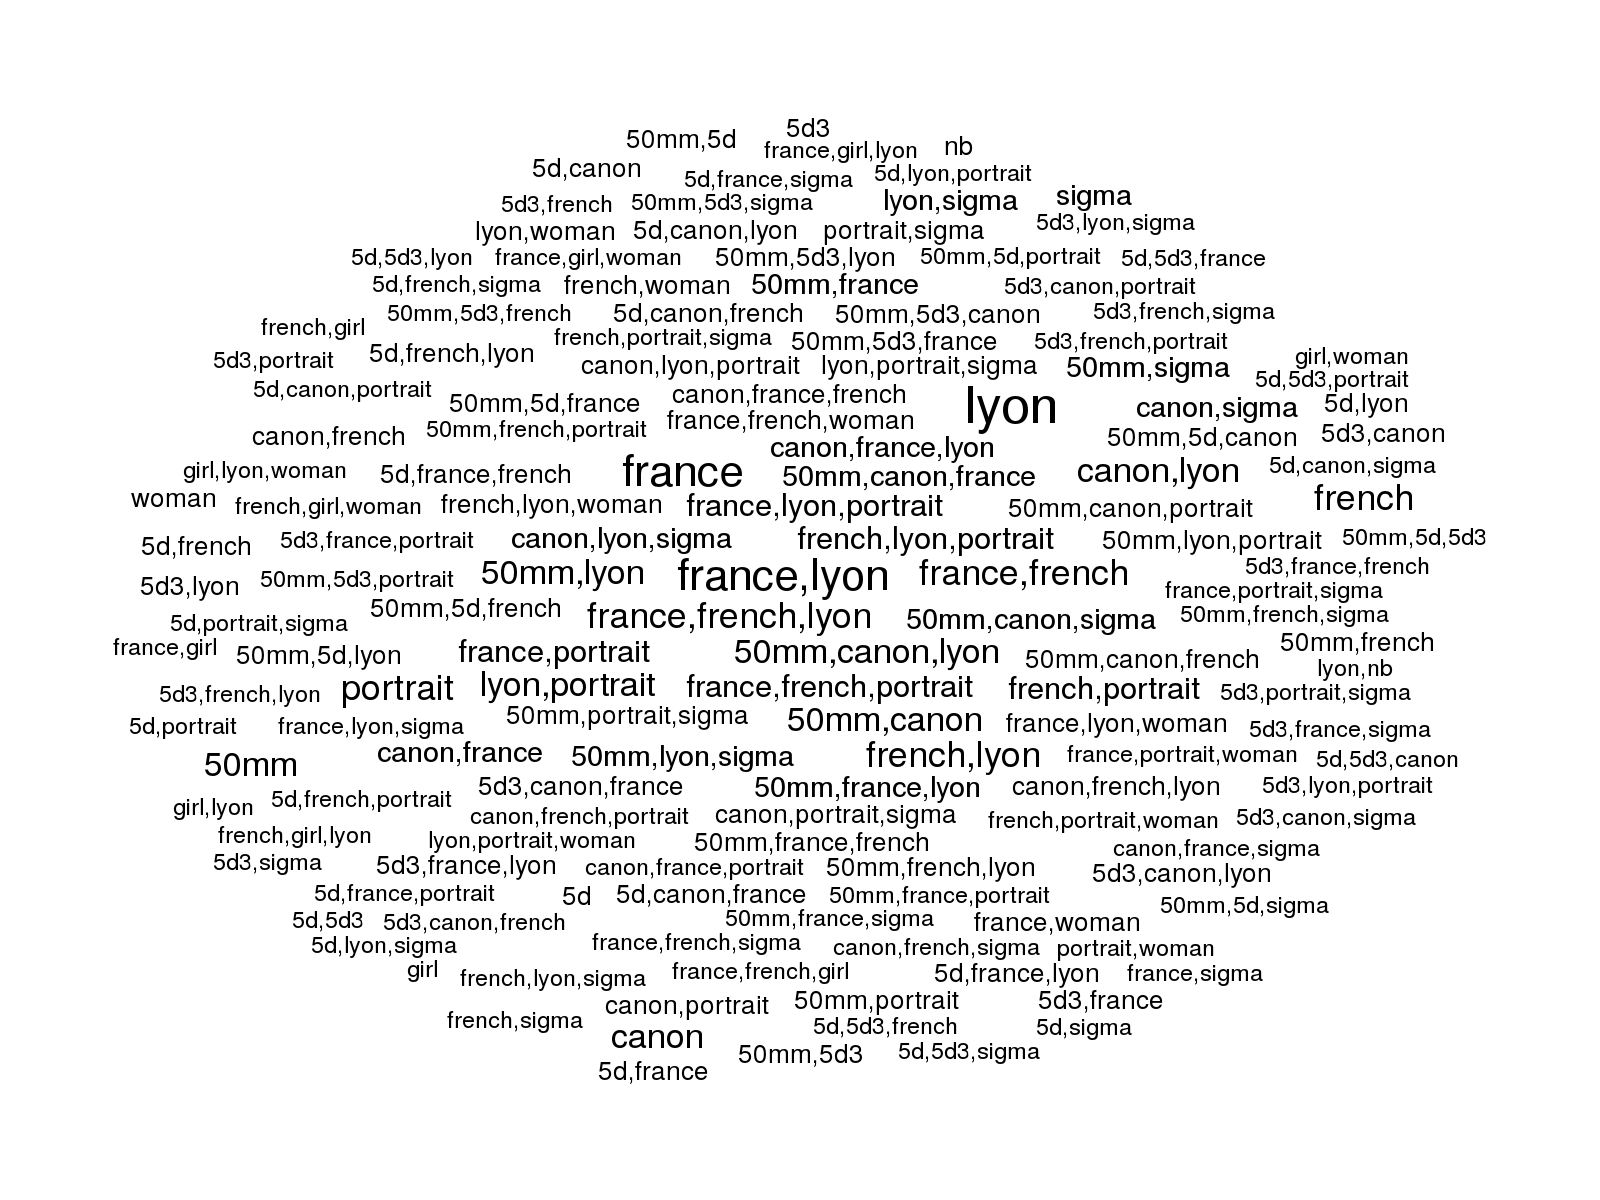 5d3
50mm,5d
france,girl,lyon nb
5d,canon
5d,france,sigma 5d,lyon,portrait
5d3,french 50mm,5d3,sigma lyon,sigma sigma
lyon,woman 5d,canon,lyon portrait,sigma 5d3,lyon,sigma
5d,5d3,lyon france,girl,woman 50mm,5d3,lyon 50mm,5d,portrait 5d,5d3,france
5d,french,sigma french,woman 50mm,france 5d3,canon,portrait
50mm,5d3,french 5d,canon,french 50mm,5d3,canon 5d3,french,sigma
french,girl french,portrait,sigma 50mm,5d3,france 5d3,french,portrait
5d3,portrait 5d,french,lyon canon,lyon,portrait lyon,portrait,sigma 50mm,sigma girl,woman
5d,canon,portrait 5d,5d3,portrait
50mm,5d,france canon,france,french lyon canon,sigma 5d,lyon
canon,french 50mm,french,portrait france,french,woman 50mm,5d,canon 5d3,canon
canon,france,lyon
girl,lyon,woman 5d,france,french france 50mm,canon,france canon,lyon 5d,canon,sigma
woman french,girl,woman french,lyon,woman france,lyon,portrait 50mm,canon,portrait french
5d,french 5d3,france,portrait canon,lyon,sigma french,lyon,portrait 50mm,lyon,portrait 50mm,5d,5d3
5d3,lyon 50mm,5d3,portrait 50mm,lyon france,lyon france,french 5d3,france,french
france,portrait,sigma
5d,portrait,sigma 50mm,5d,french france,french,lyon 50mm,canon,sigma 50mm,french,sigma
france,girl 50mm,5d,lyon france,portrait 50mm,canon,lyon 50mm,canon,french 50mm,french
lyon,nb
5d3,french,lyon portrait lyon,portrait france,french,portrait french,portrait 5d3,portrait,sigma
5d,portrait france,lyon,sigma 50mm,portrait,sigma 50mm,canon france,lyon,woman 5d3,france,sigma
50mm canon,france 50mm,lyon,sigma french,lyon france,portrait,woman 5d,5d3,canon
girl,lyon 5d,french,portrait 5d3,canon,france 50mm,france,lyon canon,french,lyon 5d3,lyon,portrait
canon,french,portrait canon,portrait,sigma french,portrait,woman 5d3,canon,sigma
french,girl,lyon lyon,portrait,woman 50mm,france,french canon,france,sigma
5d3,sigma 5d3,france,lyon canon,france,portrait 50mm,french,lyon 5d3,canon,lyon
5d,france,portrait 5d 5d,canon,france 50mm,france,portrait 50mm,5d,sigma
5d,5d3 5d3,canon,french 50mm,france,sigma france,woman
5d,lyon,sigma france,french,sigma canon,french,sigma portrait,woman
girl french,lyon,sigma france,french,girl 5d,france,lyon france,sigma
canon,portrait 50mm,portrait 5d3,france
french,sigma canon 5d,5d3,french 5d,sigma
50mm,5d3 5d,5d3,sigma
5d,france